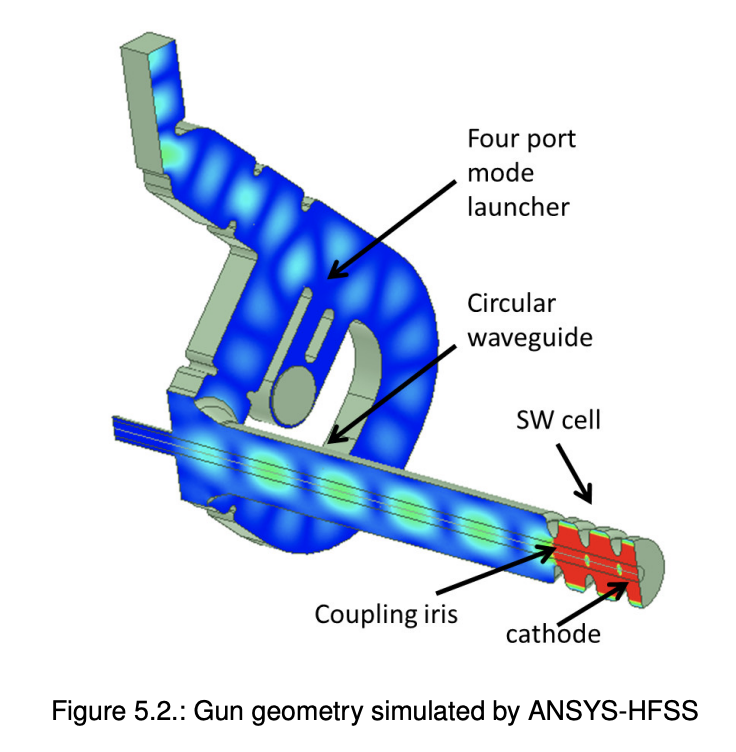 Four port
mode
launcher
Circular
waveguide
SW cell
Coupling iris
cathode
Figure 5.2.: Gun geometry simulated by ANSYS-HFSS